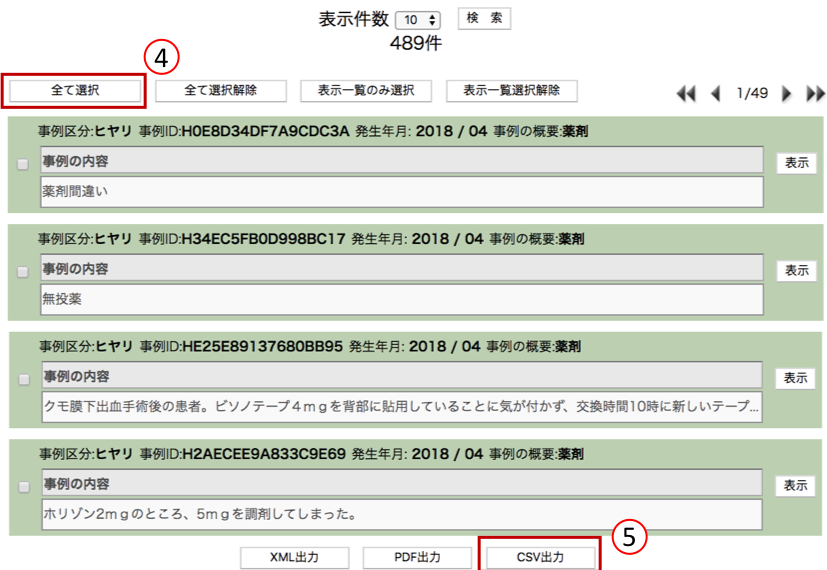 表示件数 10 検 索
489件
④
全て選択 全て選択解除 表示一覧のみ選択 表示一覧選択解除 1/49
事例区分:ヒヤリ 事例ID:H0E8D34DF7A9CDC3A 発生年月: 2018 / 04 事例の概要:薬剤
事例の内容 表示
薬剤間違い
事例区分:ヒヤリ 事例ID:H34EC5FB0D998BC17 発生年月: 2018 / 04 事例の概要:薬剤
事例の内容 表示
無投薬
事例区分:ヒヤリ 事例ID:HE25E89137680BB95 発生年月: 2018 / 04 事例の概要:薬剤
事例の内容 表示
クモ膜下出血手術後の患者。ビソノテープ4ｍｇを背部に貼用していることに気が付かず、交換時間10時に新しいテープ...
事例区分:ヒヤリ 事例ID:H2AECEE9A833C9E69 発生年月: 2018 / 04 事例の概要:薬剤
事例の内容 表示
ホリゾン2ｍｇのところ、5ｍｇを調剤してしまった。
⑤
XML出力 PDF出力 CSV出力